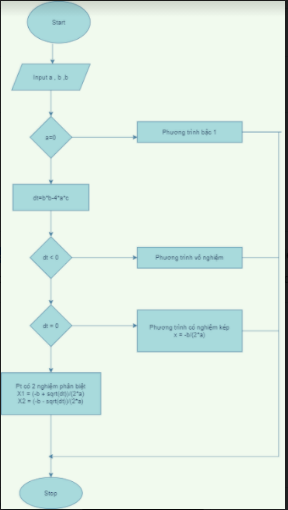 Start
Input a , b ,b
a=0
Phương trình bậc 1
dt=b*b-4*a*c
dt < 0
Phương trình vô nghiệm
dt = 0
Phương trình có nghiệm kép
x = -b/(2*a)
Pt có 2 nghiệm phân biệt
X1 = (-b + sqrt(dt))/(2*a)
X2 = (-b - sqrt(dt))/(2*a)
Stop